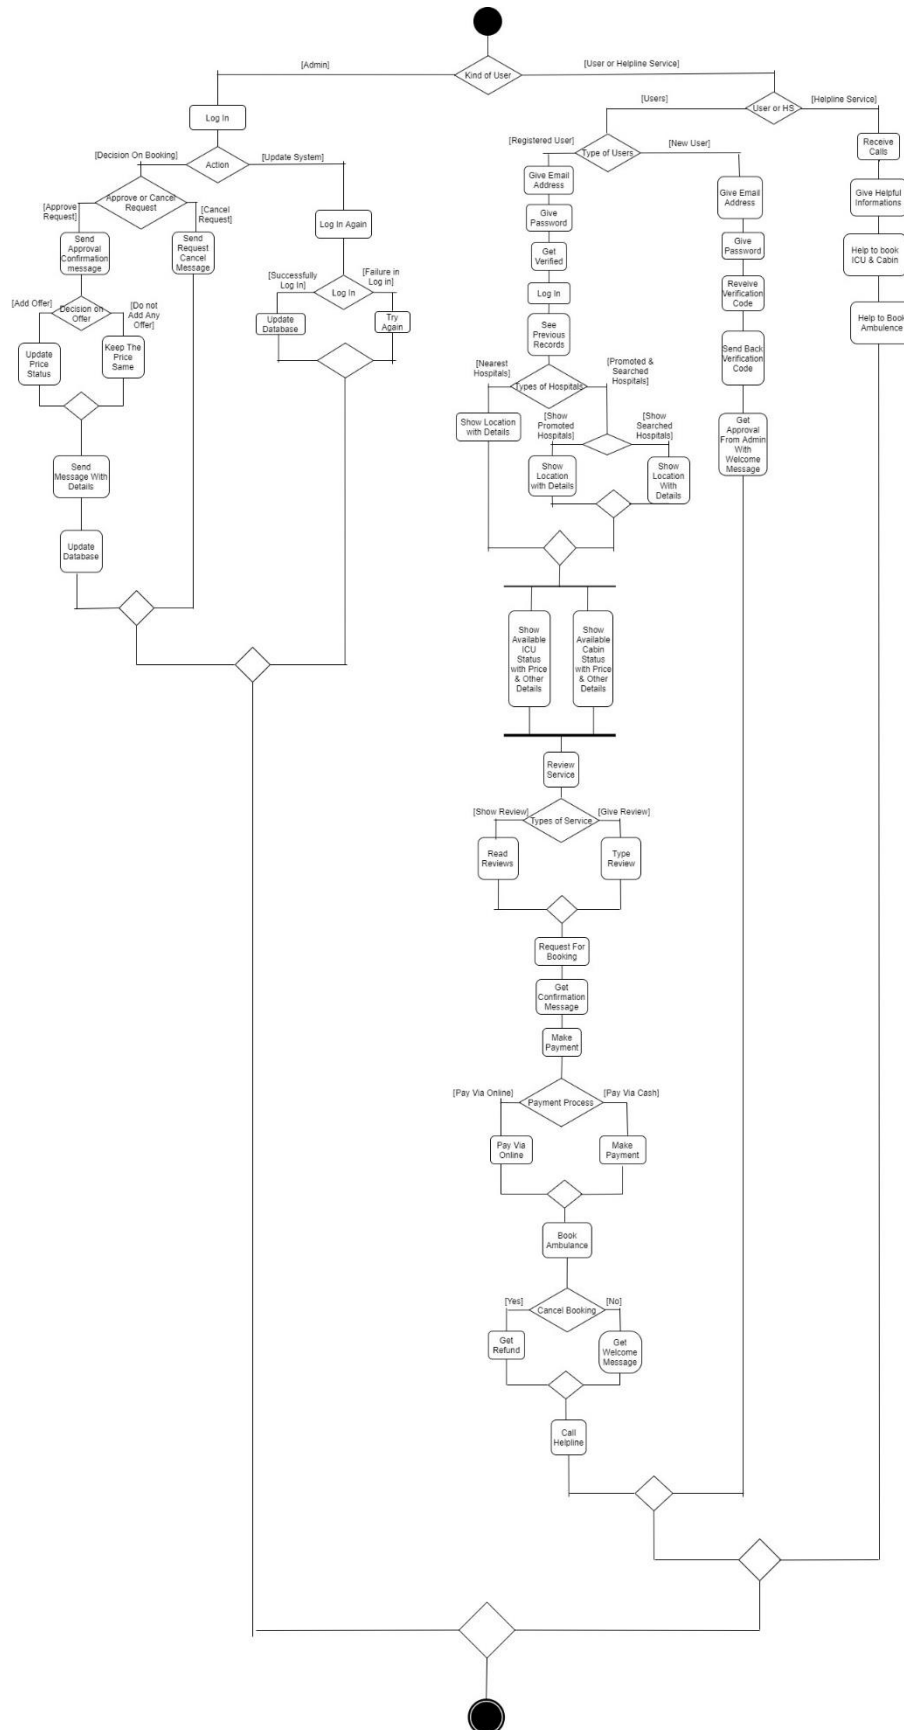 [Admin]
Kind of User
[User or Helpline Service]
Log In
[Decision On Booking]
Action
[Update System]
Approve or Cancel
Request
[Approve
Request]
[Cancel
Request]
Send
Approval
Confirmation
message
Send
Request
Cancel
Message
[Add Offer]
Decision on
Offer
[Do not
Add Any
Offer]
Update
Price
Status
Keep The
Price
Same
Send
Message With
Details
Update
Database
Log In Again
[Successfully
Log In]
Log In
[Failure in
Log in]
Update
Database
Try
Again
[Users]
User or HS
[Helpline Service]
[Registered User]
Type of Users
[New User]
Give Email
Address
Give
Password
Get
Verified
Log In
See
Previous
Records
[Nearest
Hospitals]
Types of Hospitals
[Promoted &
Searched
Hospitals]
Show Location
with Details
[Show
Promoted
Hospitals]
[Show
Searched
Hospitals]
Show
Location
with Details
Show
Location
With
Details
Show
Available
ICU
Status
with Price
& Other
Details
Show
Available
Cabin
Status
with Price
& Other
Details
Review
Service
[Show Review]
Types of Service
[Give Review]
Read
Reviews
Type
Review
Request For
Booking
Get
Confirmation
Message
Make
Payment
[Pay Via Online]
Payment Process
[Pay Via Cash]
Pay Via
Online
Make
Payment
Book
Ambulance
[Yes]
Cancel Booking
[No]
Get
Refund
Get
Welcome
Message
Call
Helpline
Give Email
Address
Give
Password
Reveive
Verification
Code
Send Back
Verification
Code
Get
Approval
From Admin
With
Welcome
Message
Receive
Calls
Give Helpful
Informations
Help to book
ICU & Cabin
Help to Book
Ambulence